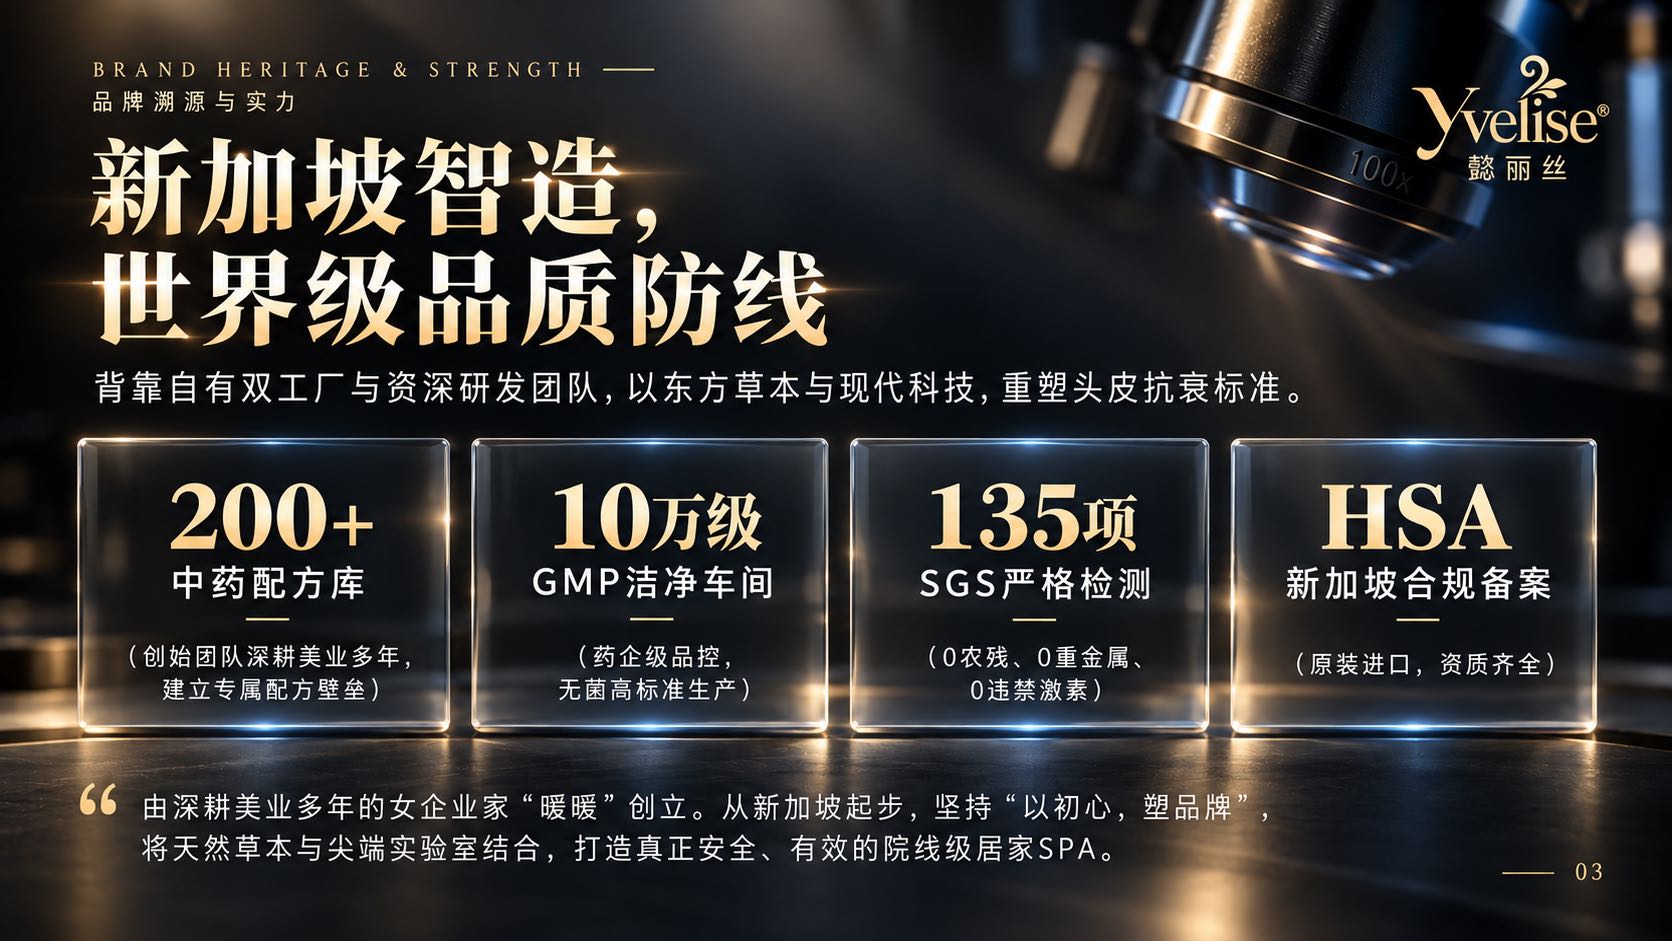 BRAND HERITAGE & STRENGTH
品牌溯源与实力
yvelise®
懿丽丝
100x
新加坡智造，
世界级品质防线
背靠自有双工厂与资深研发团队，以东方草本与现代科技，重塑头皮抗衰标准。
200+
中药配方库
（创始团队深耕美业多年，
建立专属配方壁垒）
10万级
GMP洁净车间
（药企级品控，
无菌高标准生产）
135项
SGS严格检测
（0农残、0重金属、
0违禁激素）
HSA
新加坡合规备案
（原装进口，资质齐全）
“ 由深耕美业多年的女企业家“暖暖”创立。从新加坡起步，坚持“以初心，塑品牌”，
将天然草本与尖端实验室结合，打造真正安全、有效的院线级居家SPA。
03